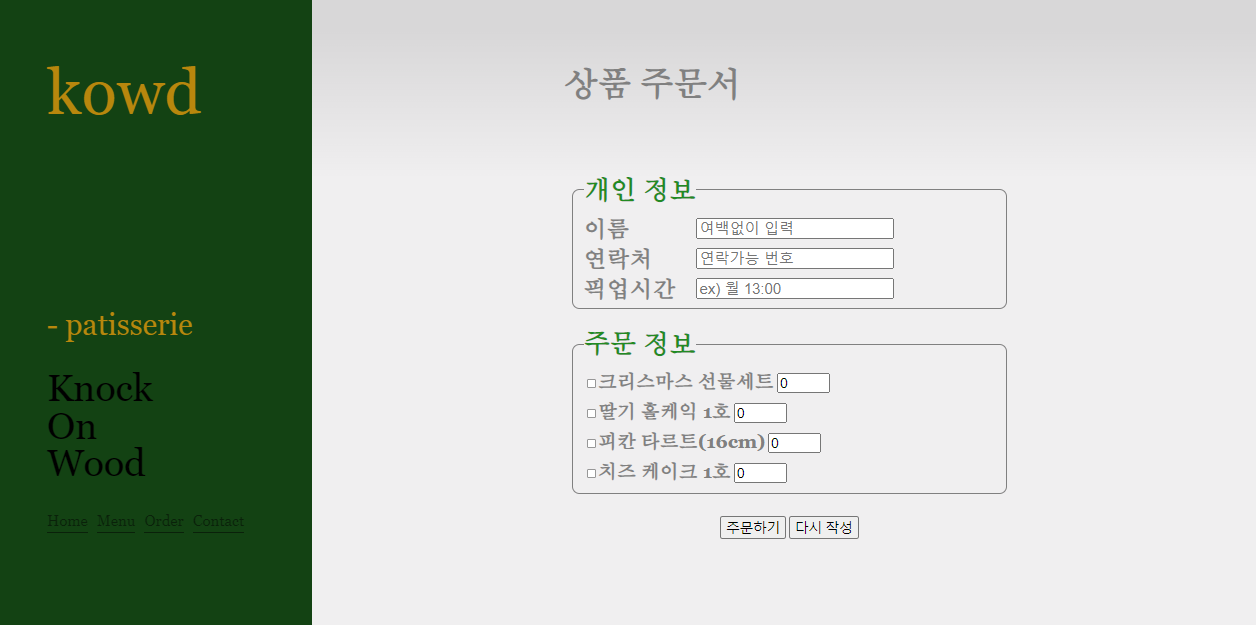 kowd
- patisserie
Knock
On
Wood
Home Menu Order Contact
상품 주문서
개인 정보
이름 여백없이 입력
연락처 연락가능 번호
픽업시간 ex) 월 13:00
주문 정보
크리스마스 선물세트 0
딸기 홀케익 1호 0
피칸 타르트(16cm) 0
치즈 케이크 1호 0
주문하기 다시 작성